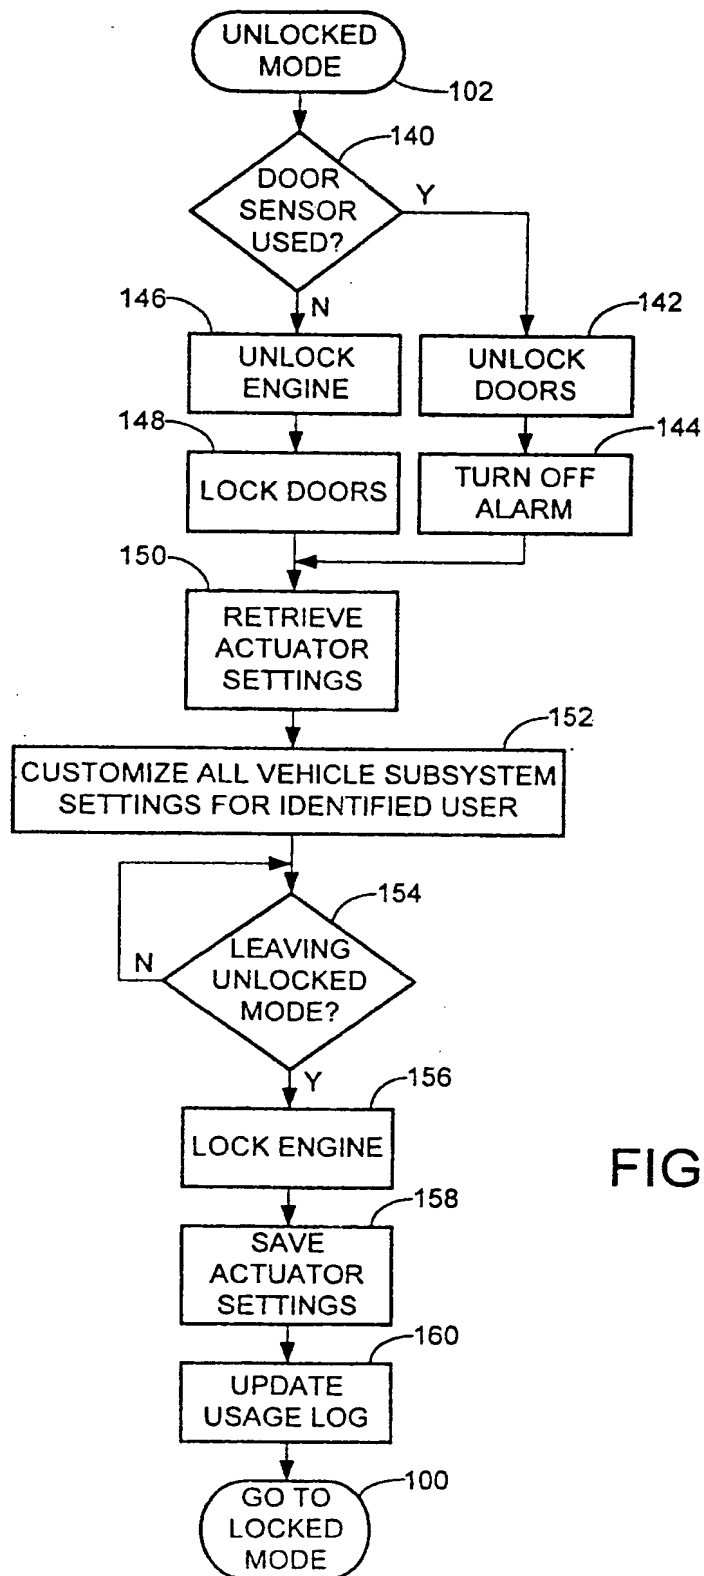 UNLOCKED
MODE
102
140
DOOR
SENSOR
USED?
Y
N
146
UNLOCK
ENGINE
142
UNLOCK
DOORS
148
LOCK DOORS
144
TURN OFF
ALARM
150
RETRIEVE
ACTUATOR
SETTINGS
152
CUSTOMIZE ALL VEHICLE SUBSYSTEM
SETTINGS FOR IDENTIFIED USER
154
LEAVING
UNLOCKED
MODE?
N
Y
156
LOCK ENGINE
FIG
158
SAVE
ACTUATOR
SETTINGS
160
UPDATE
USAGE LOG
100
GO TO
LOCKED
MODE